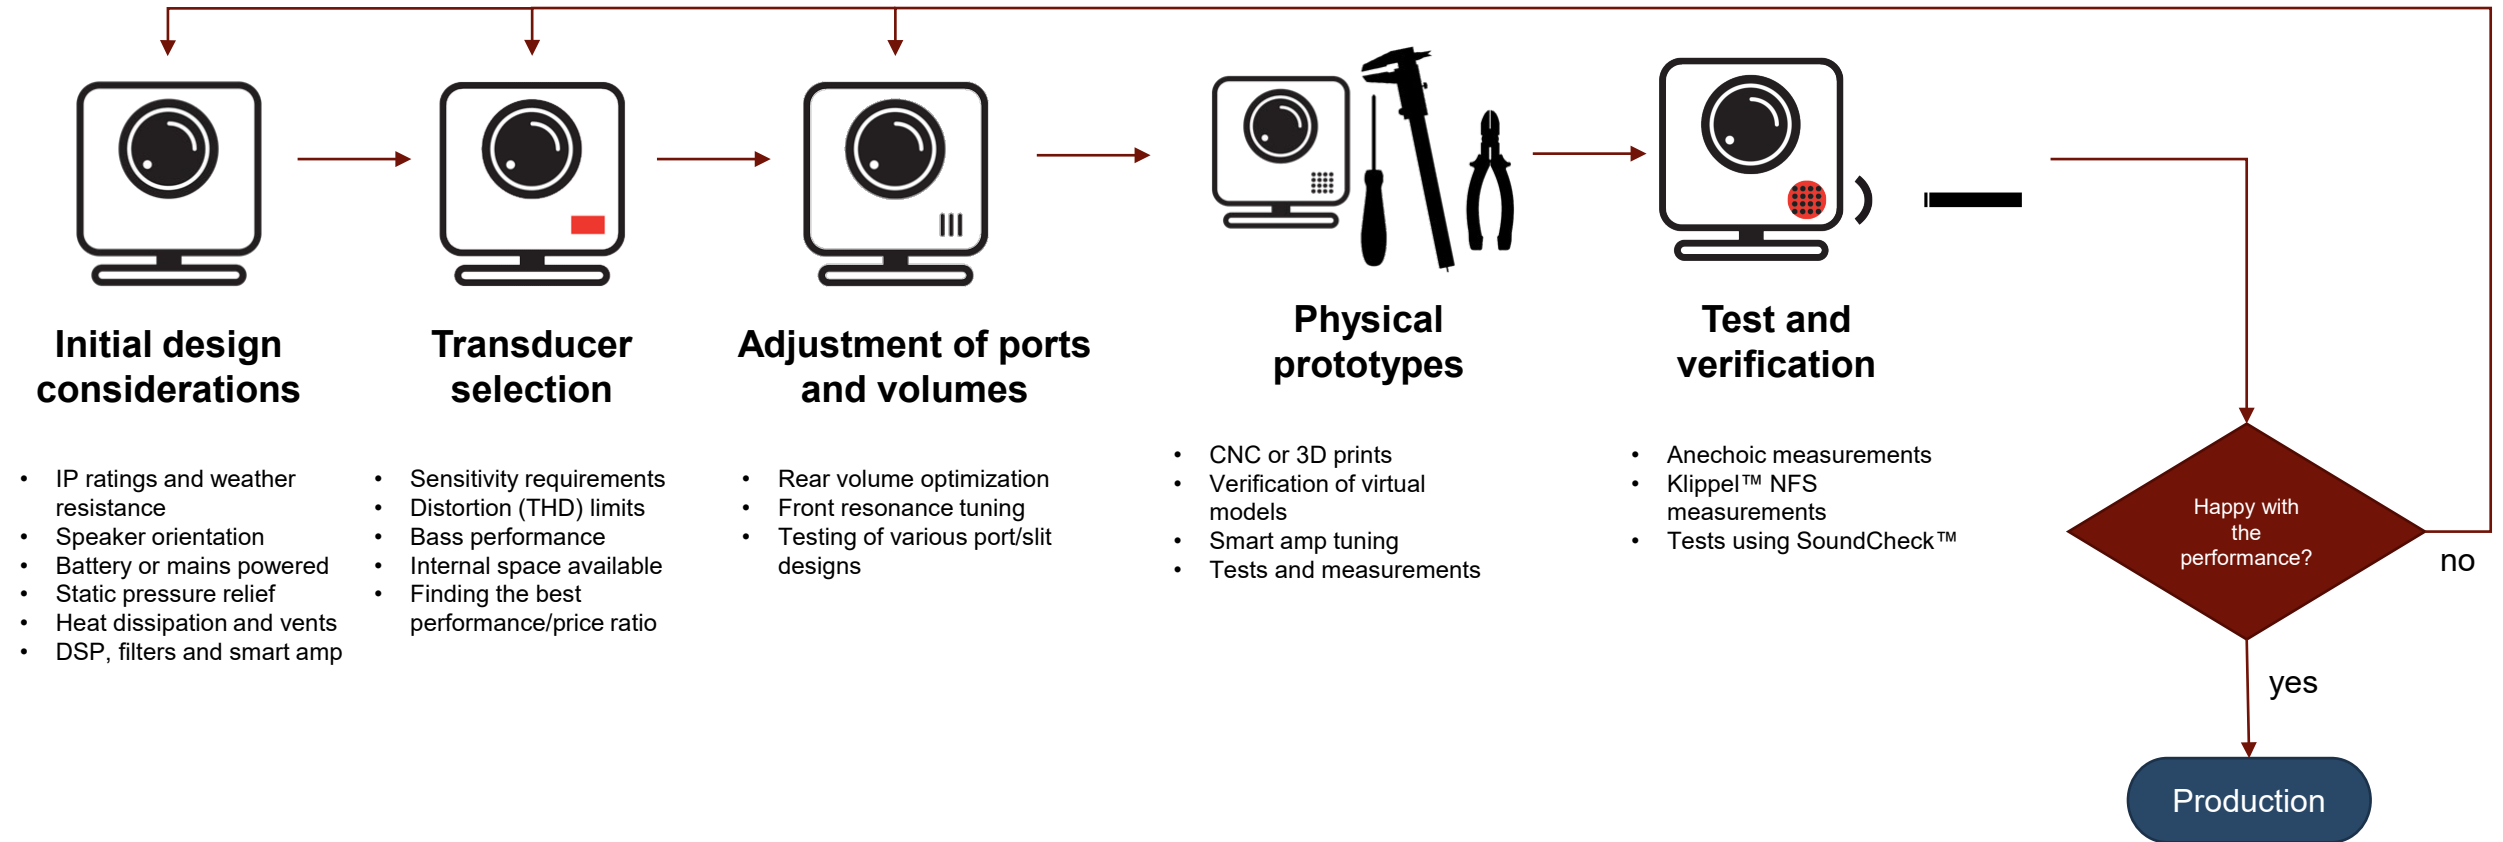 Initial design
considerations
• IP ratings and weather
resistance
• Speaker orientation
• Battery or mains powered
• Static pressure relief
• Heat dissipation and vents
• DSP, filters and smart amp
Transducer
selection
• Sensitivity requirements
• Distortion (THD) limits
• Bass performance
• Internal space available
• Finding the best
performance/price ratio
Adjustment of ports
and volumes
• Rear volume optimization
• Front resonance tuning
• Testing of various port/slit
designs
Physical
prototypes
• CNC or 3D prints
• Verification of virtual
models
• Smart amp tuning
• Tests and measurements
Test and
verification
• Anechoic measurements
• Klippel™ NFS
measurements
• Tests using SoundCheck™
Happy with
the
performance?
no
yes
Production